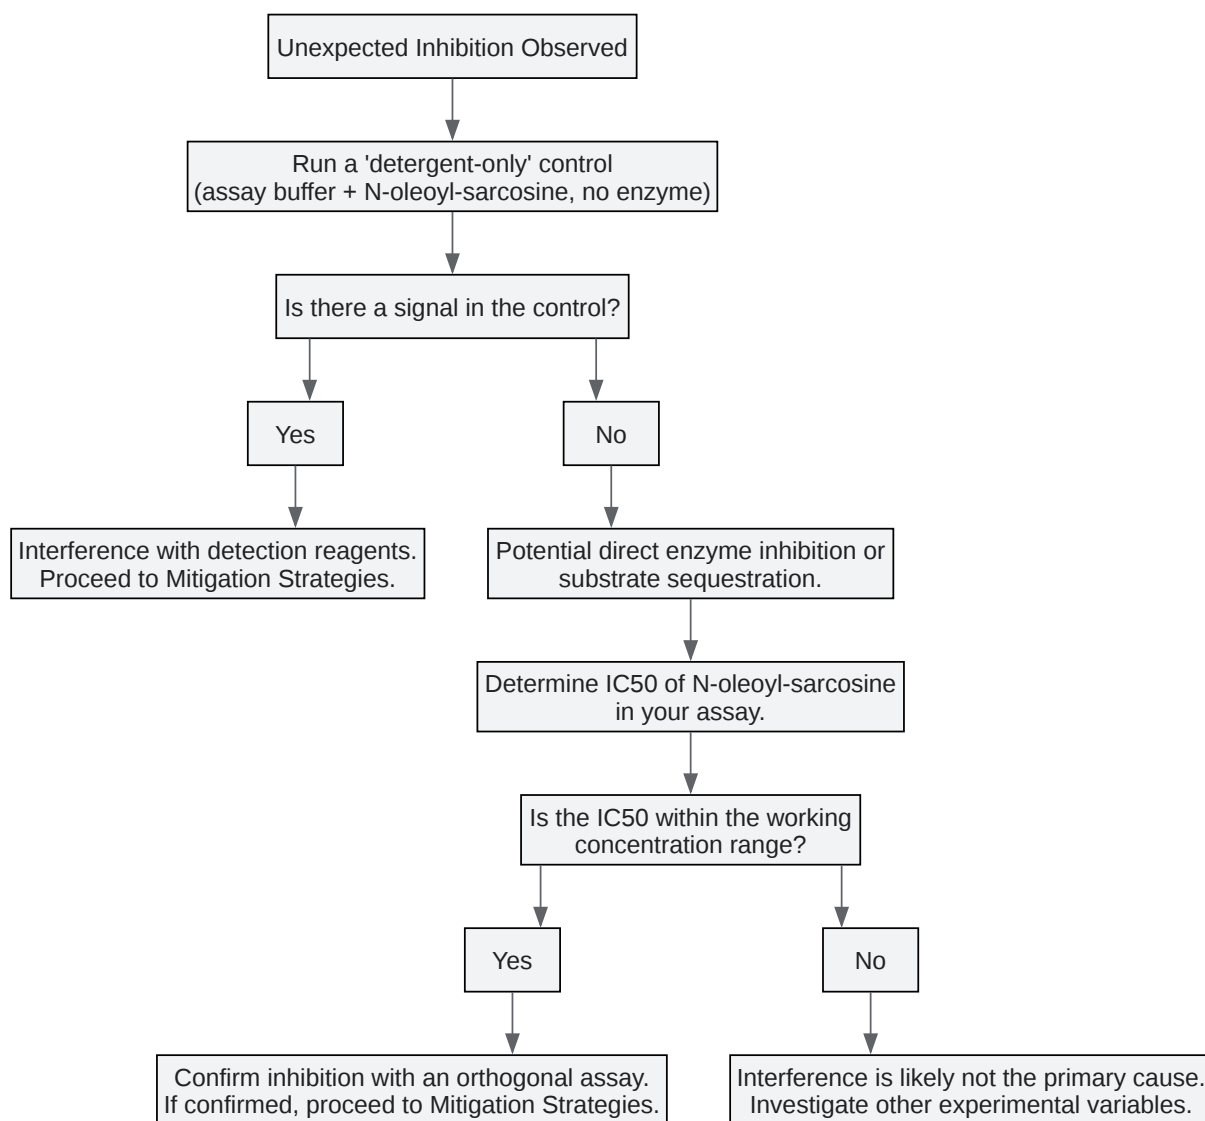 Unexpected Inhibition Observed
Run a 'detergent-only' control
(assay buffer + N-oleoyl-sarcosine, no enzyme)
Is there a signal in the control?
Yes
No
Interference with detection reagents.
Proceed to Mitigation Strategies.
Potential direct enzyme inhibition or
substrate sequestration.
Determine IC50 of N-oleoyl-sarcosine
in your assay.
Is the IC50 within the working
concentration range?
Yes
No
Confirm inhibition with an orthogonal assay.
If confirmed, proceed to Mitigation Strategies.
Interference is likely not the primary cause.
Investigate other experimental variables.